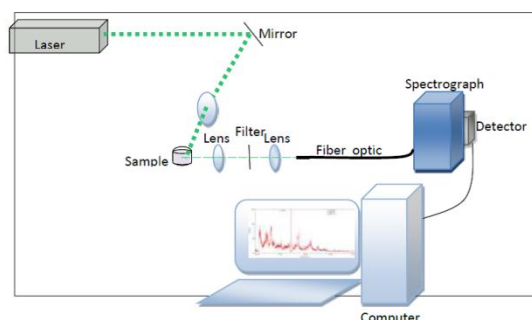 Laser
Mirror
Spectrograph
Detector
Lens
Filter
Lens
Fiber optic
Sample
Computer